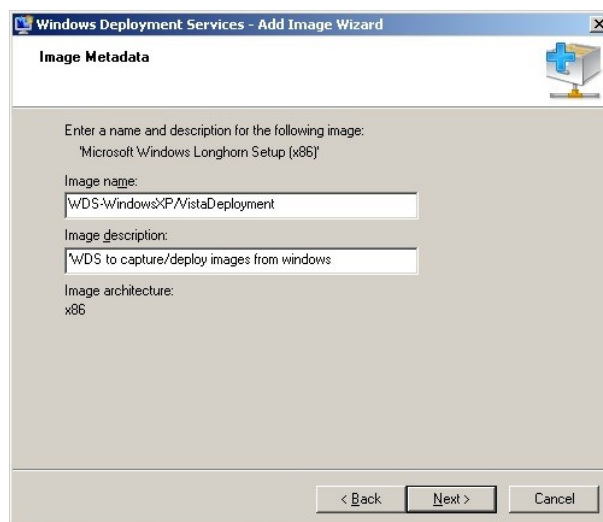 Windows Deployment Services - Add Image Wizard
Image Metadata
Enter a name and description for the following image:
'Microsoft Windows Longhorn Setup (x86)'
Image name:
WDS-WindowsXP/VistaDeployment
Image description:
'WDS to capture/deploy images from windows
Image architecture:
x86
< Back Next > Cancel